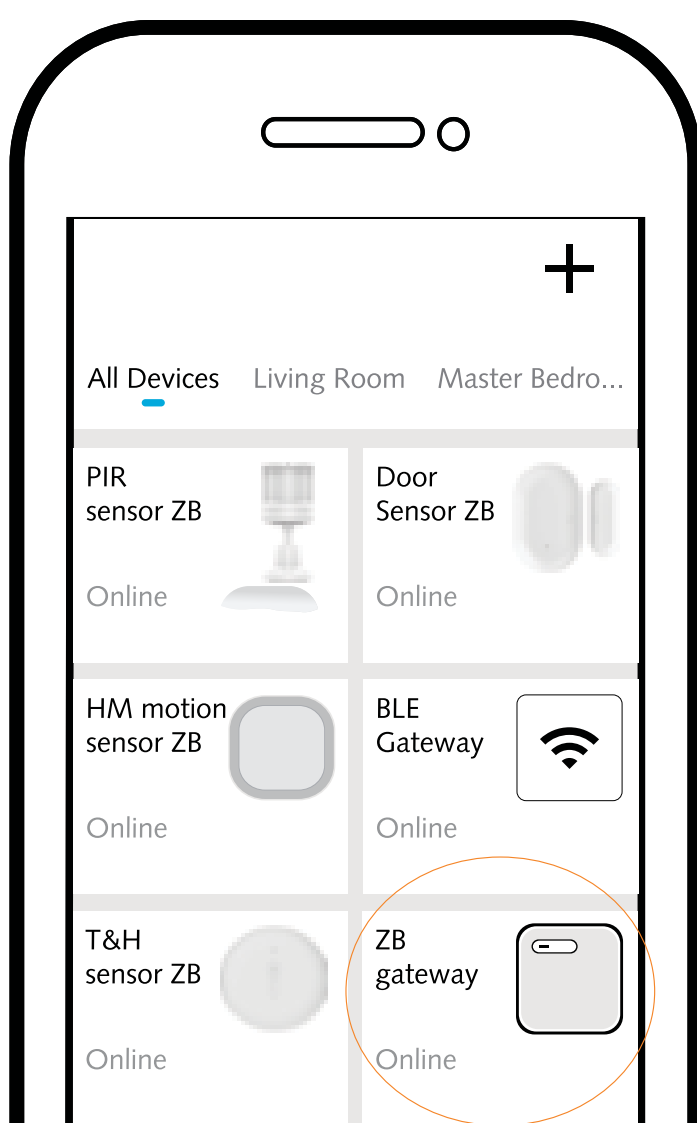 All Devices Living Room Master Bedro...
PIR
sensor ZB
Online
Door
Sensor ZB
Online
HM motion
sensor ZB
Online
BLE
Gateway
Online
T&H
sensor ZB
Online
ZB
gateway
Online